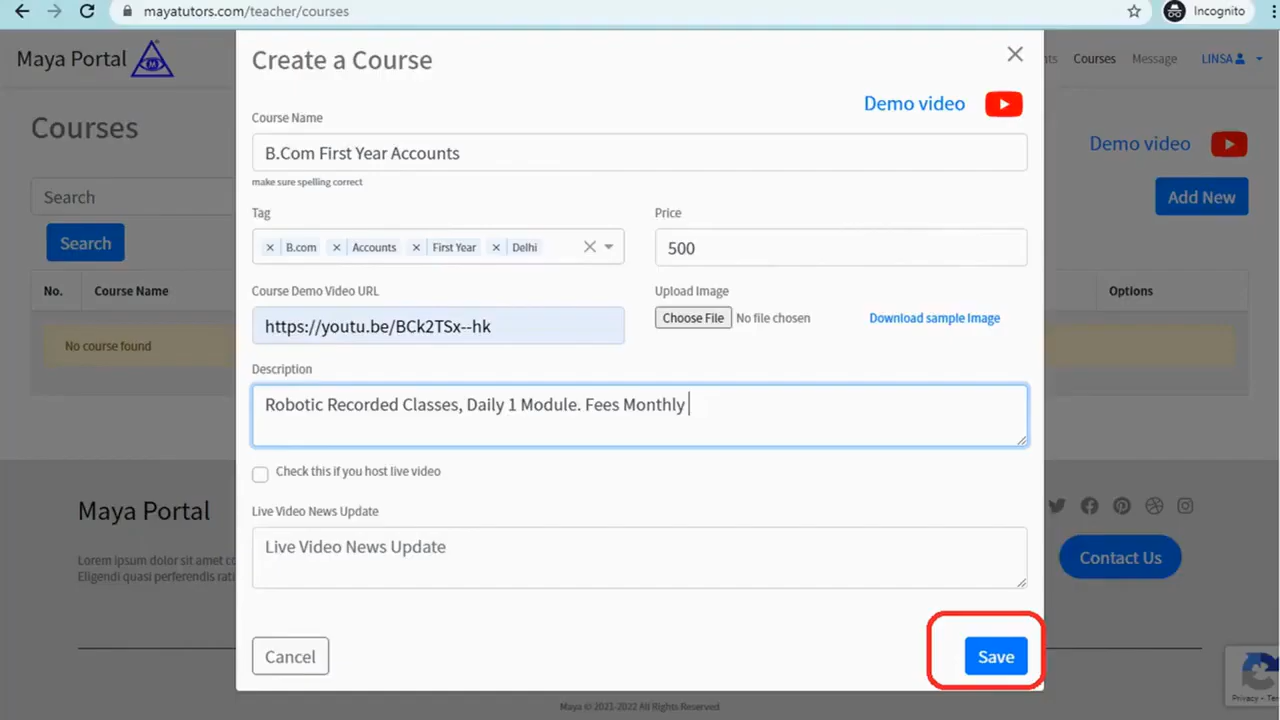 mayatutors.com/teacher/courses
Incognito
Maya Portal
M
Courses
Message
LINSA
Create a Course
Courses
Demo video
Demo video
Course Name
B.Com First Year Accounts
make sure spelling correct
Search
Add New
Search
Tag
Price
× B.com × Accounts × First Year × Delhi
500
No.
Course Name
Options
Course Demo Video URL
Upload Image
https://youtu.be/BCk2TSx--hk
Choose File No file chosen
Download sample Image
No course found
Description
Robotic Recorded Classes, Daily 1 Module. Fees Monthly
Check this if you host live video
Maya Portal
Live Video News Update
Live Video News Update
Lorem ipsum dolor sit amet
Eligendi quasi perferendis
Contact Us
Cancel
Save
Privacy
Maya © 2021-2022 All Rights Reserved